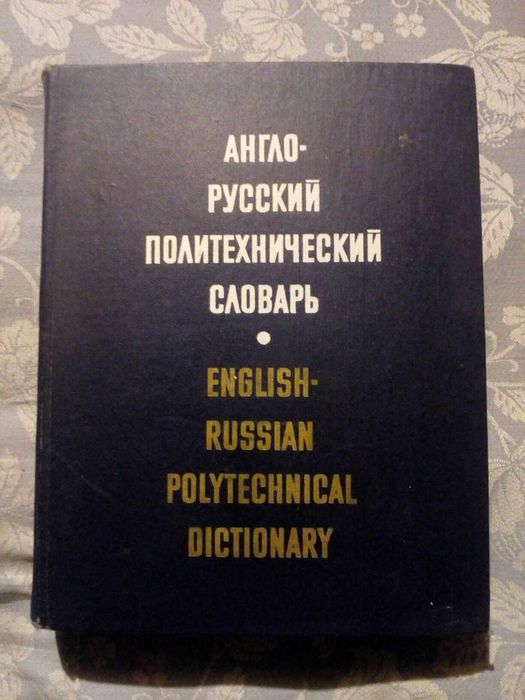 АНГЛО-
РУССКИЙ
ПОЛИТЕХНИЧЕСКИЙ
СЛОВАРЬ
•
ENGLISH-
RUSSIAN
POLYTECHNICAL
DICTIONARY